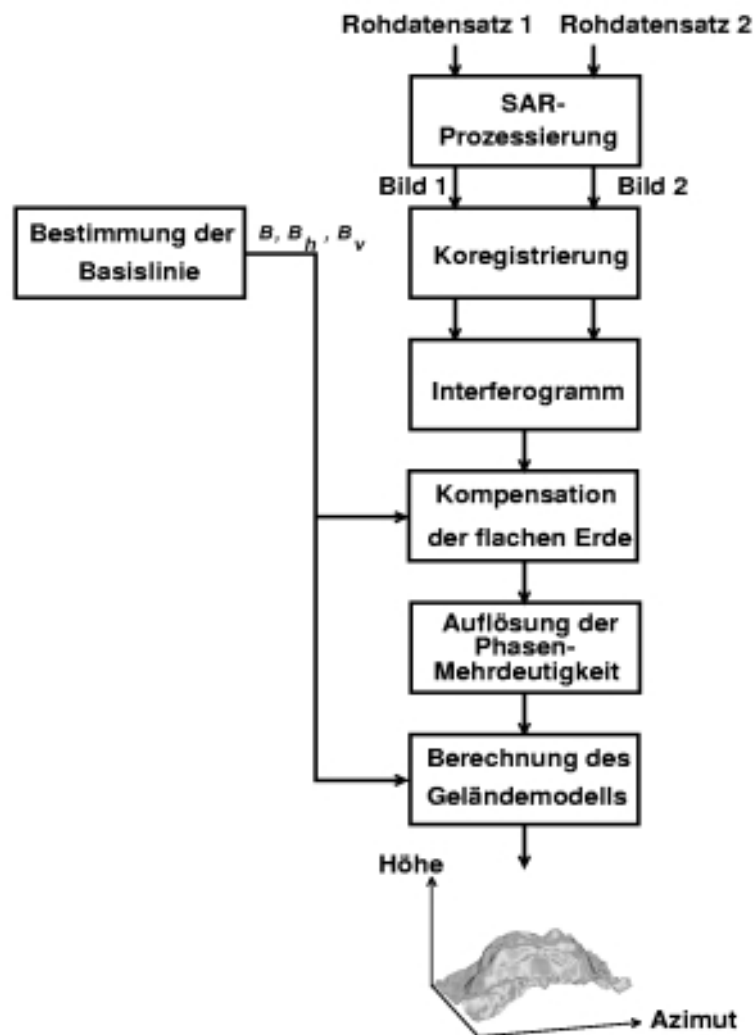 Rohdatensatz 1 Rohdatensatz 2
SAR-
Prozessierung
Bild 1 Bild 2
Bestimmung der
Basislinie
B, B_h, B_v
Koregistrierung
Interferogramm
Kompensation
der flachen Erde
Auflösung der
Phasen-
Mehrdeutigkeit
Berechnung des
Geländemodells
Höhe
Azimut